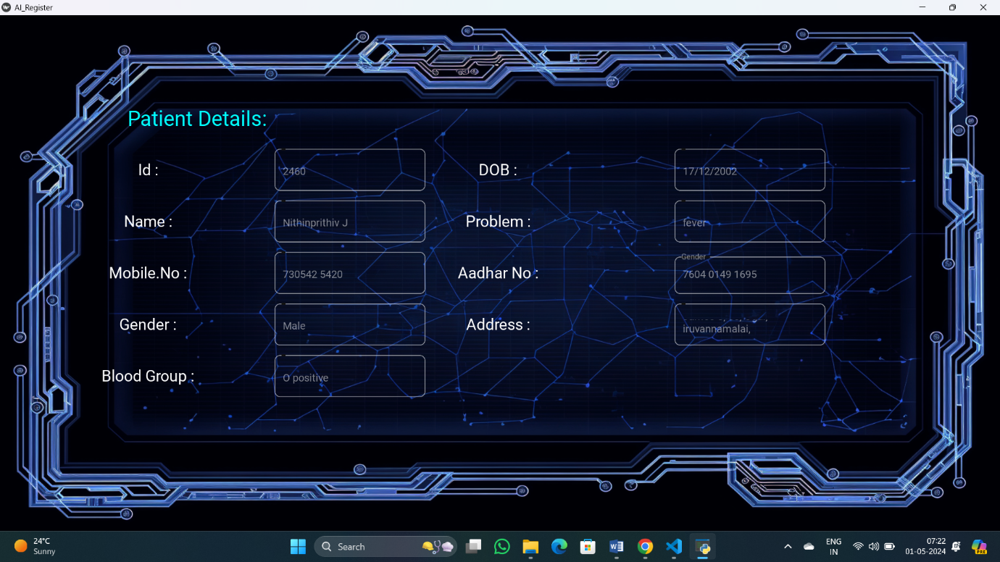 AI_Register
Patient Details:
Id :
2460
DOB :
17/12/2002
Name :
Nithinprithiv J
Problem :
fever
Mobile.No :
730542 5420
Aadhar No :
Gender
7604 0149 1695
Gender :
Male
Address :
iruvannamalai,
Blood Group :
O positive
24°C
Sunny
Search
ENG
IN
07:22
01-05-2024
PRE